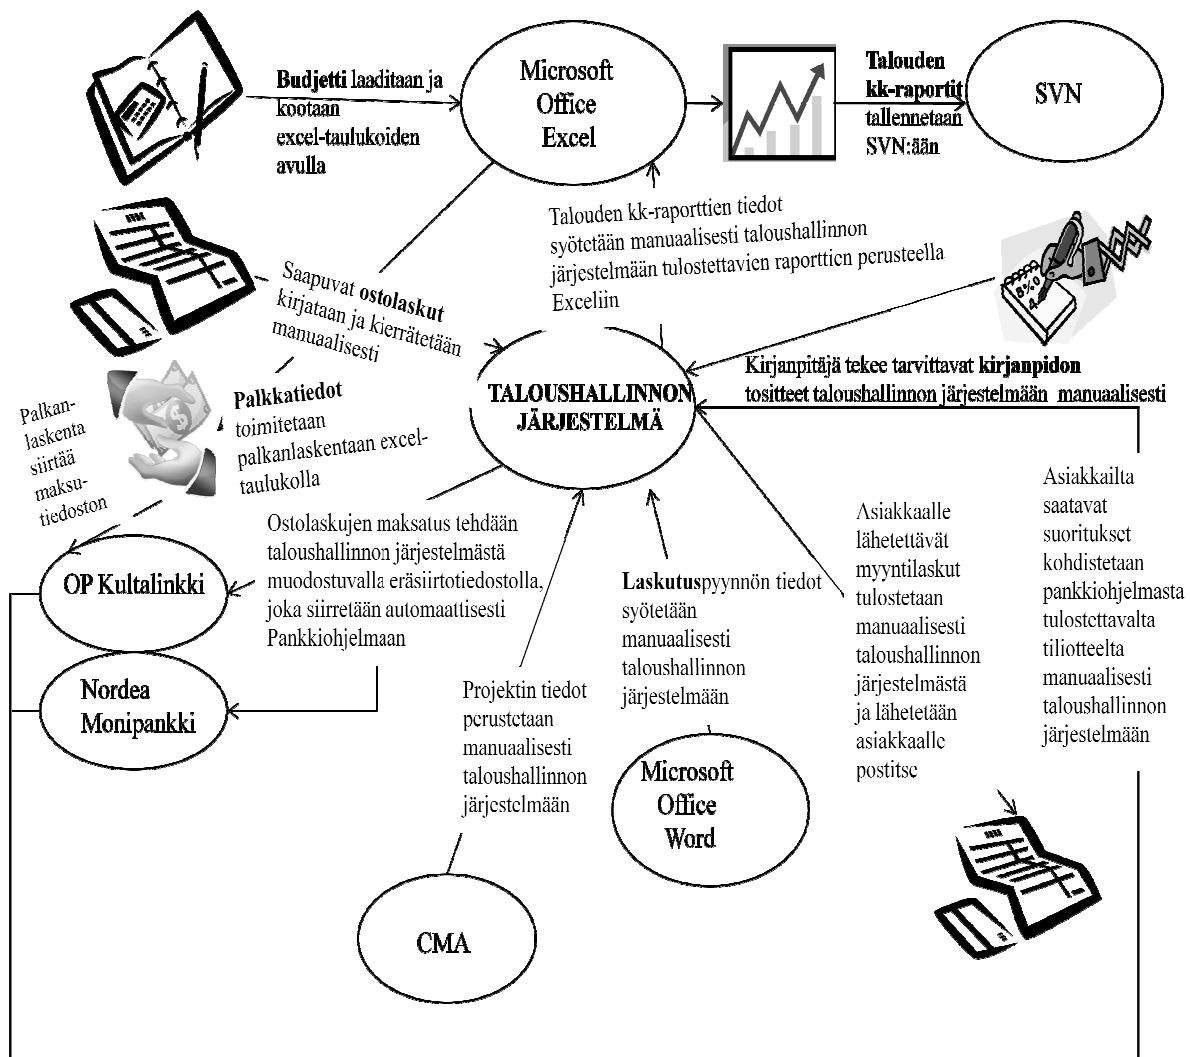 Budjetti laaditaan ja
kootaan
excel-taulukoiden
avulla
Microsoft
Office
Excel
Talouden
kk-raportit
tallennetaan
SVN:ään
SVN
Talouden kk-raporttien tiedot
syötetään manuaalisesti taloushallinnon
järjestelmään tulostettavien raporttien perusteella
Exceliin
Saapuvat ostolaskut
kirjataan ja kierrätetään
manuaalisesti
Kirjanpitäjä tekee tarvittavat kirjanpidon
tositteet taloushallinnon järjestelmään manuaalisesti
TALOUSHALLINNON
JÄRJESTELMÄ
Palkan-
laskenta
siirtää
maksu-
tiedoston
Palkkatiedot
toimitetaan
palkanlaskentaan excel-
taulukolla
Ostolaskujen maksatus tehdään
taloushallinnon järjestelmästä
muodostuvalla eräsiirtotiedostolla,
joka siirretään automaattisesti
Pankkiohjelmaan
OP Kultalinkki
Nordea
Monipankki
Projektin tiedot
perustetaan
manuaalisesti
taloushallinnon
järjestelmään
CMA
Laskutuspyynnön tiedot
syötetään
manuaalisesti
taloushallinnon
järjestelmään
Microsoft
Office
Word
Asiakkaalle
lähetettävät
myyntilaskut
tulostetaan
manuaalisesti
taloushallinnon
järjestelmästä
ja lähetetään
asiakkaalle
postitse
Asiakkailta
saatavat
suoritukset
kohdistetaan
pankkiohjelmasta
tulostettavalta
tiliotteelta
manuaalisesti
taloushallinnon
järjestelmään